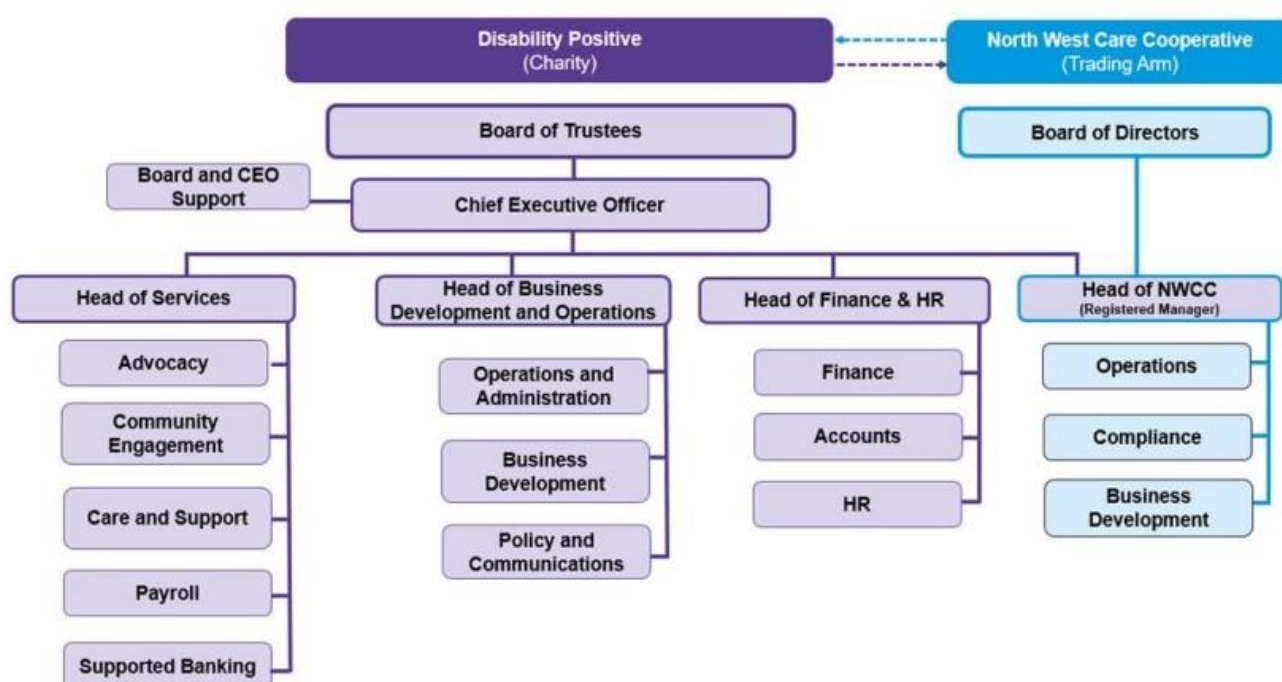 Disability Positive
(Charity)
North West Care Cooperative
(Trading Arm)
Board of Trustees
Board of Directors
Board and CEO
Support
Chief Executive Officer
Head of Services
Head of Business
Development and Operations
Head of Finance & HR
Head of NWCC
(Registered Manager)
Advocacy
Community
Engagement
Care and Support
Payroll
Supported Banking
Operations and
Administration
Business
Development
Policy and
Communications
Finance
Accounts
HR
Operations
Compliance
Business
Development